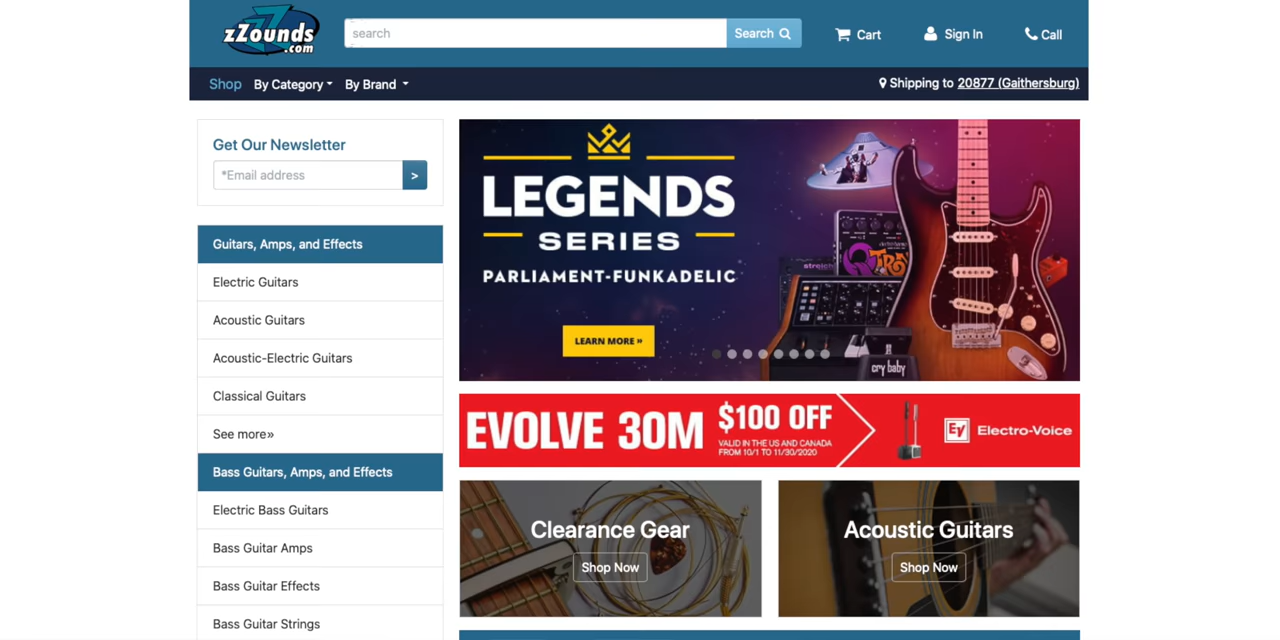 zZounds
.com
search
Search
Cart
Sign In
Call
Shop
By Category
By Brand
Shipping to 20877 (Gaithersburg)
Get Our Newsletter
*Email address
>
Guitars, Amps, and Effects
Electric Guitars
Acoustic Guitars
Acoustic-Electric Guitars
Classical Guitars
See more»
Bass Guitars, Amps, and Effects
Electric Bass Guitars
Bass Guitar Amps
Bass Guitar Effects
Bass Guitar Strings
LEGENDS
SERIES
PARLIAMENT-FUNKADELIC
LEARN MORE »
cry baby
EVOLVE 30M
$100 OFF
VALID IN THE US AND CANADA
FROM 10/1 TO 11/30/2020
EV
Electro-Voice
Clearance Gear
Shop Now
Acoustic Guitars
Shop Now